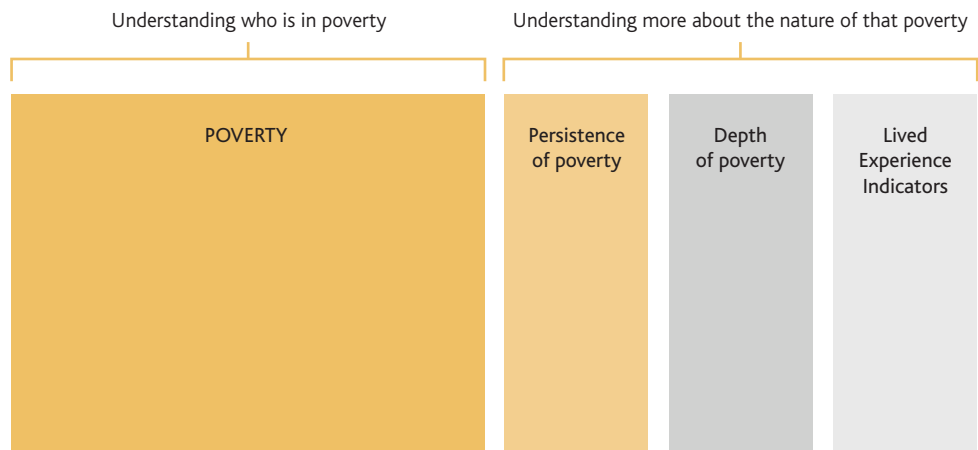 Understanding who is in poverty
Understanding more about the nature of that poverty
POVERTY
Persistence
of poverty
Depth
of poverty
Lived
Experience
Indicators